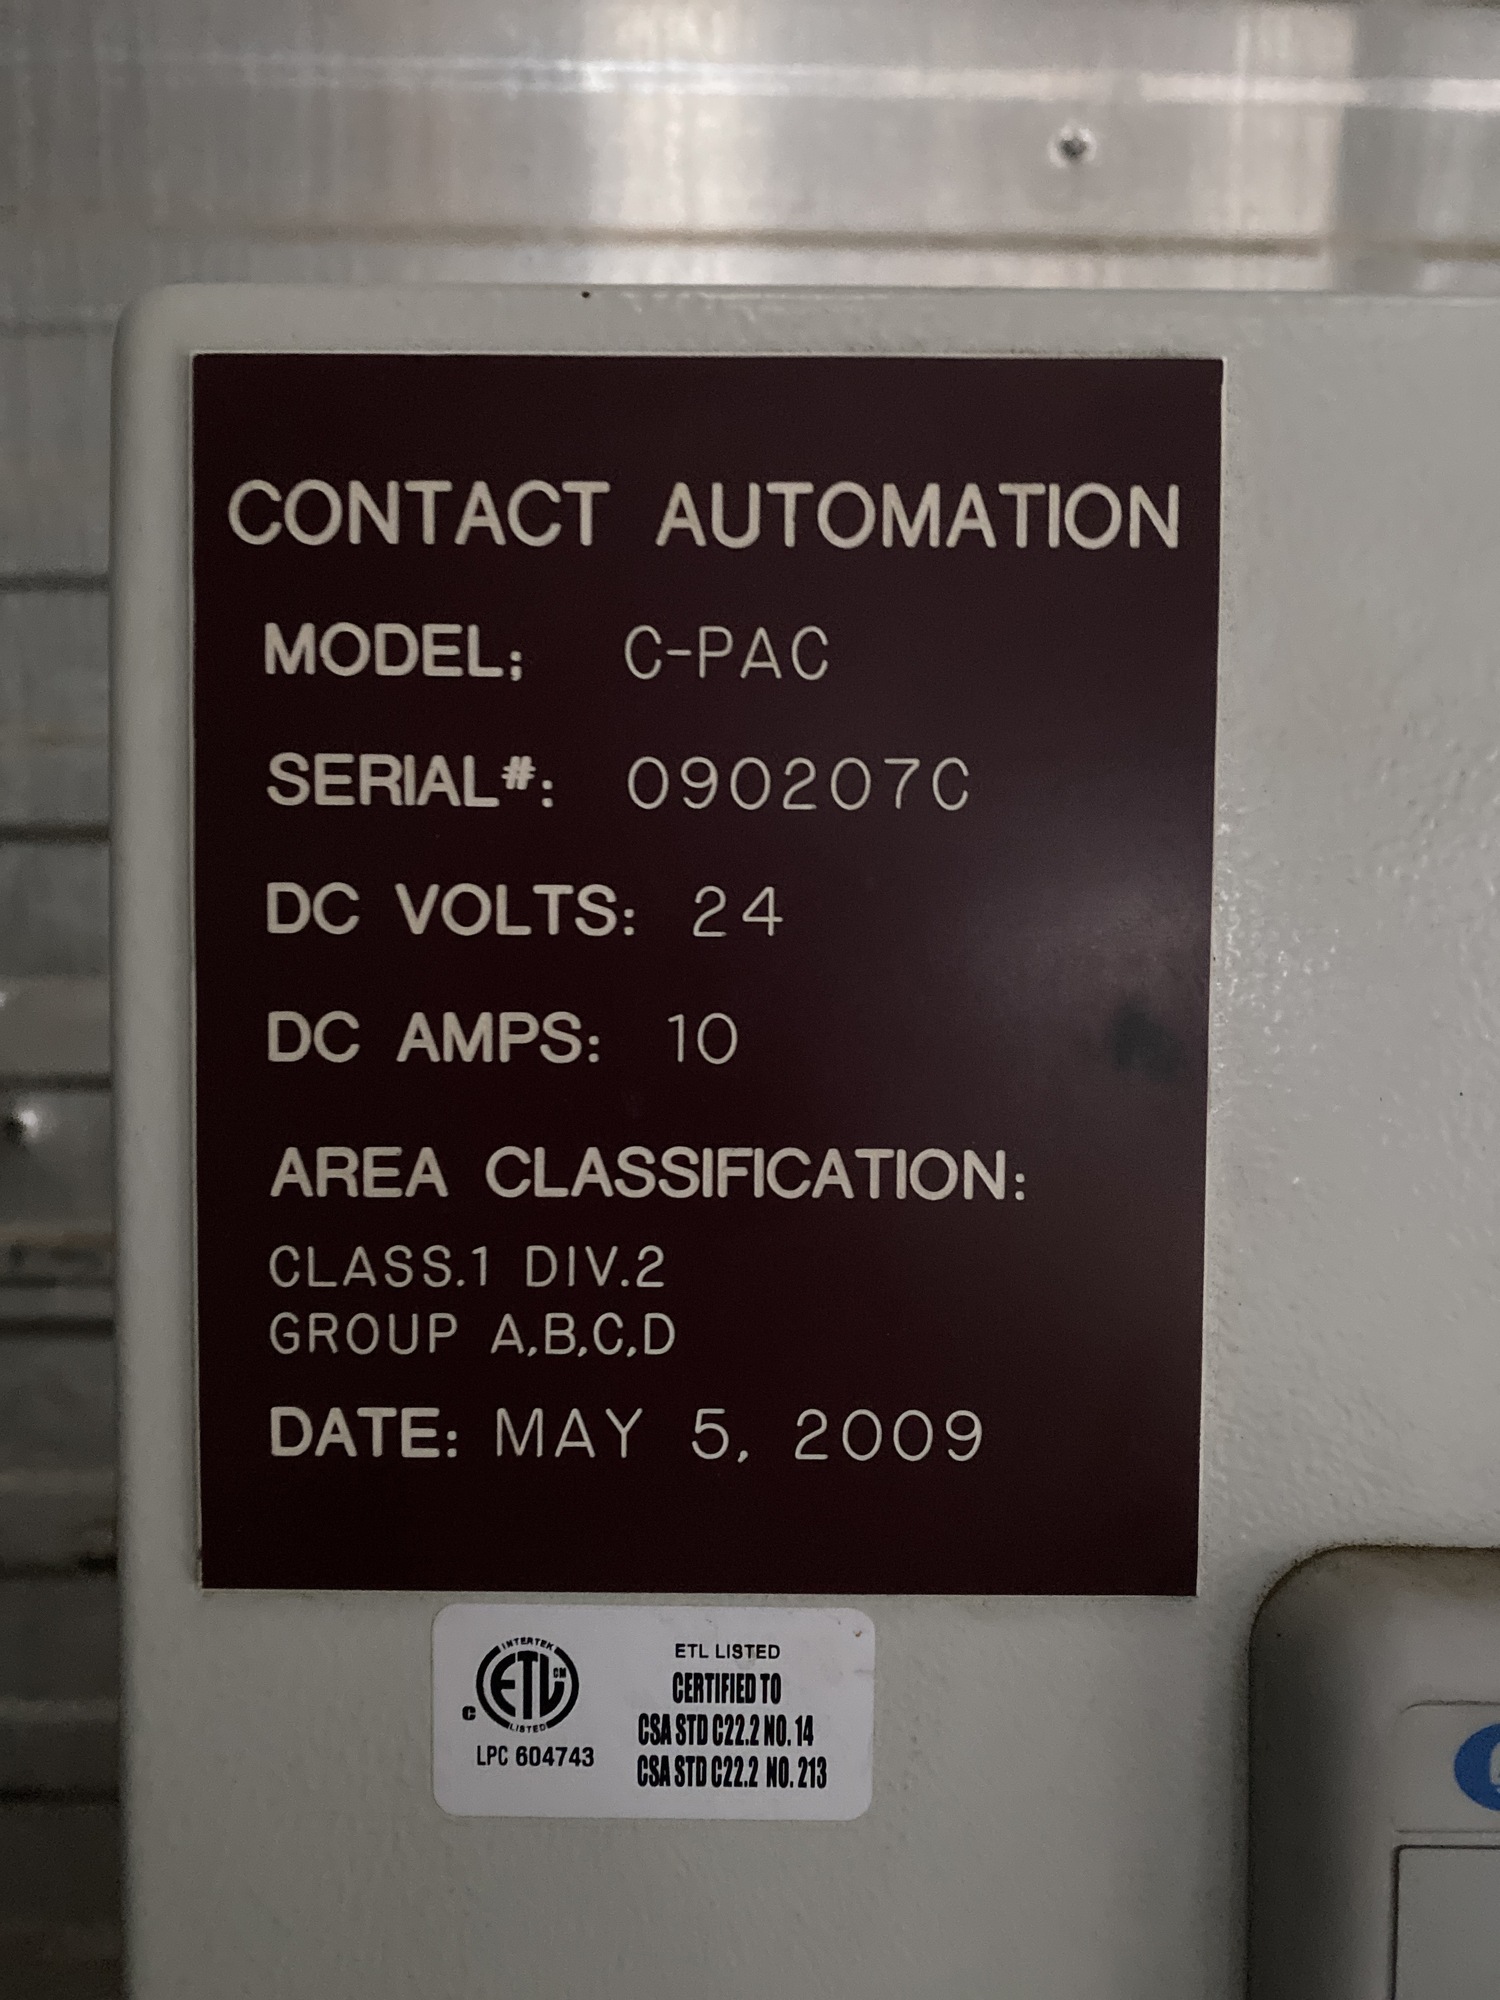 CONTACT AUTOMATION
MODEL; C-PAC
SERIAL#: 090207C
DC VOLTS: 24
DC AMPS: 10
AREA CLASSIFICATION:
CLASS.1 DIV.2
GROUP A,B,C,D
DATE: MAY 5, 2009
INTERTEK
ETL CM
C
LISTED
LPC 604743
ETL LISTED
CERTIFIED TO
CSA STD C22.2 NO. 14
CSA STD C22.2 NO. 213